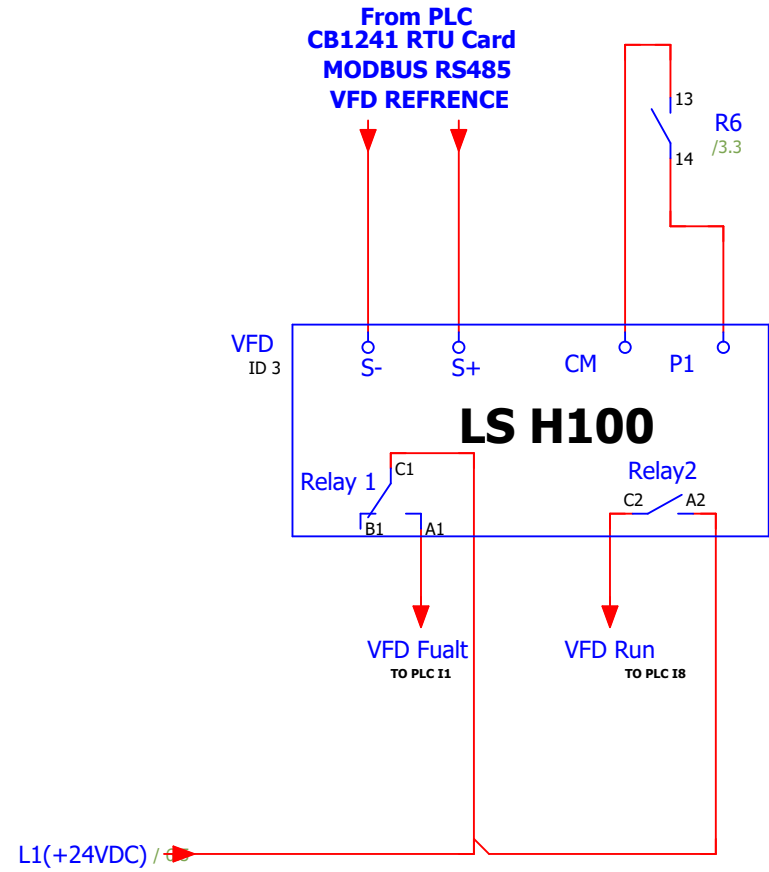 From PLC
CB1241 RTU Card
MODBUS RS485
VFD REFRENCE
13
R6
/3.3
14
VFD
ID 3
S-
S+
CM
P1
LS H100
Relay 1
C1
Relay2
C2
A2
B1
A1
VFD Fualt
TO PLC I1
VFD Run
TO PLC I8
L1(+24VDC) /